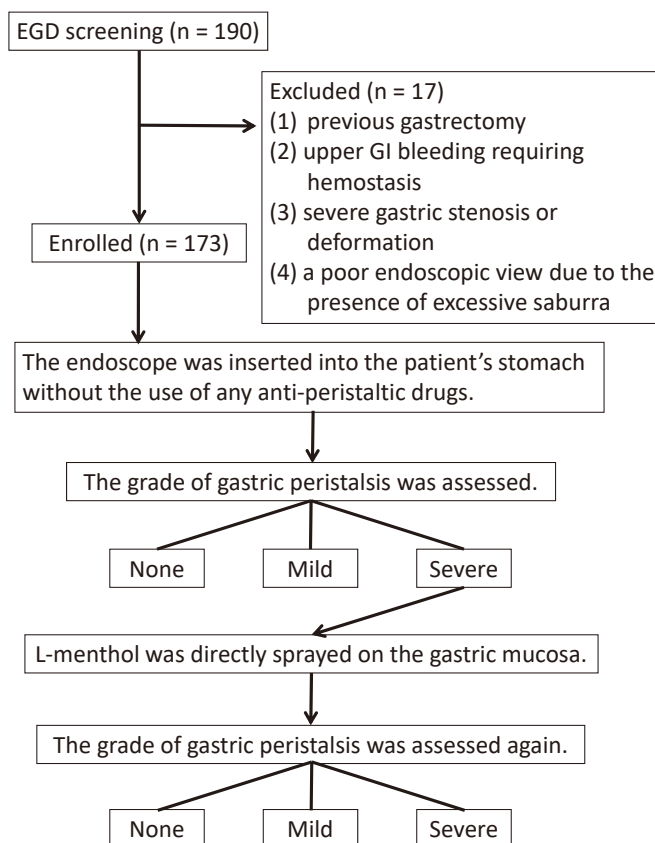 EGD screening (n = 190)
Excluded (n = 17)
(1) previous gastrectomy
(2) upper GI bleeding requiring
hemostasis
(3) severe gastric stenosis or
deformation
(4) a poor endoscopic view due to the
presence of excessive saburra
Enrolled (n = 173)
The endoscope was inserted into the patient’s stomach
without the use of any anti-peristaltic drugs.
The grade of gastric peristalsis was assessed.
None Mild Severe
L-menthol was directly sprayed on the gastric mucosa.
The grade of gastric peristalsis was assessed again.
None Mild Severe